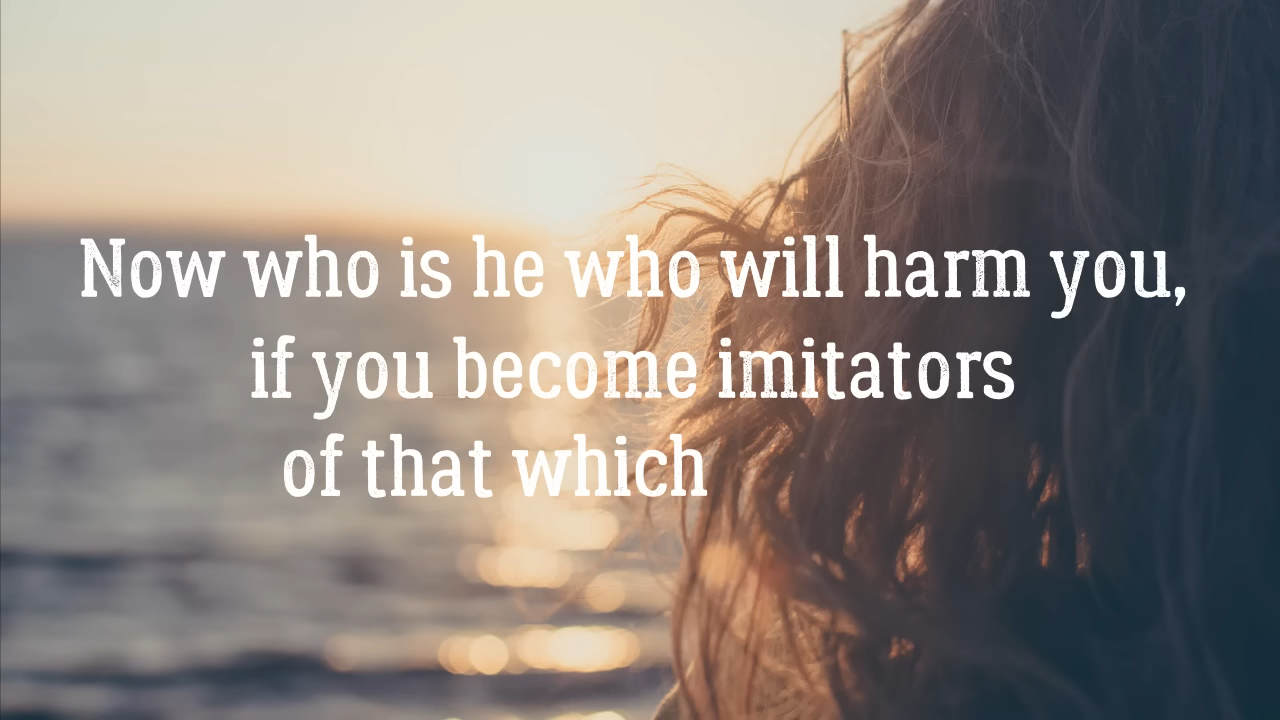 Now who is he who will harm you,
if you become imitators
of that which